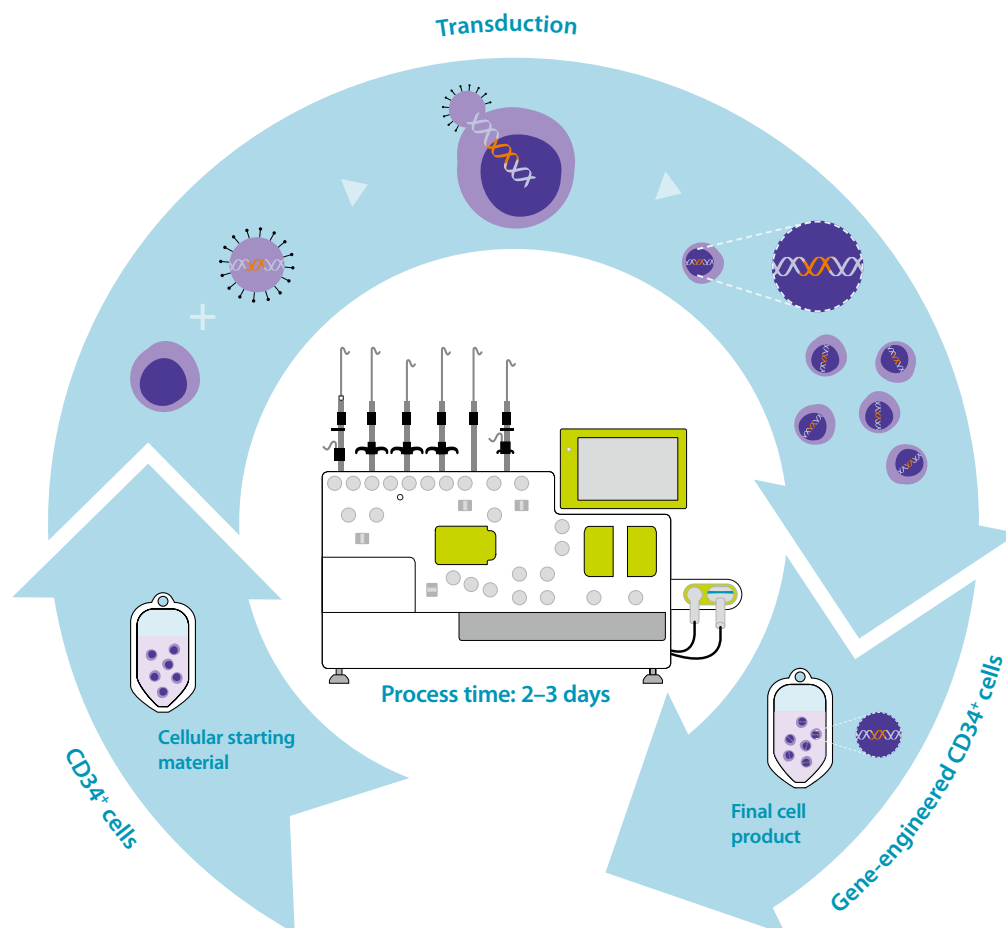 Transduction
Process time: 2–3 days
Cellular starting
material
CD34⁺ cells
Final cell
product
Gene-engineered CD34⁺ cells